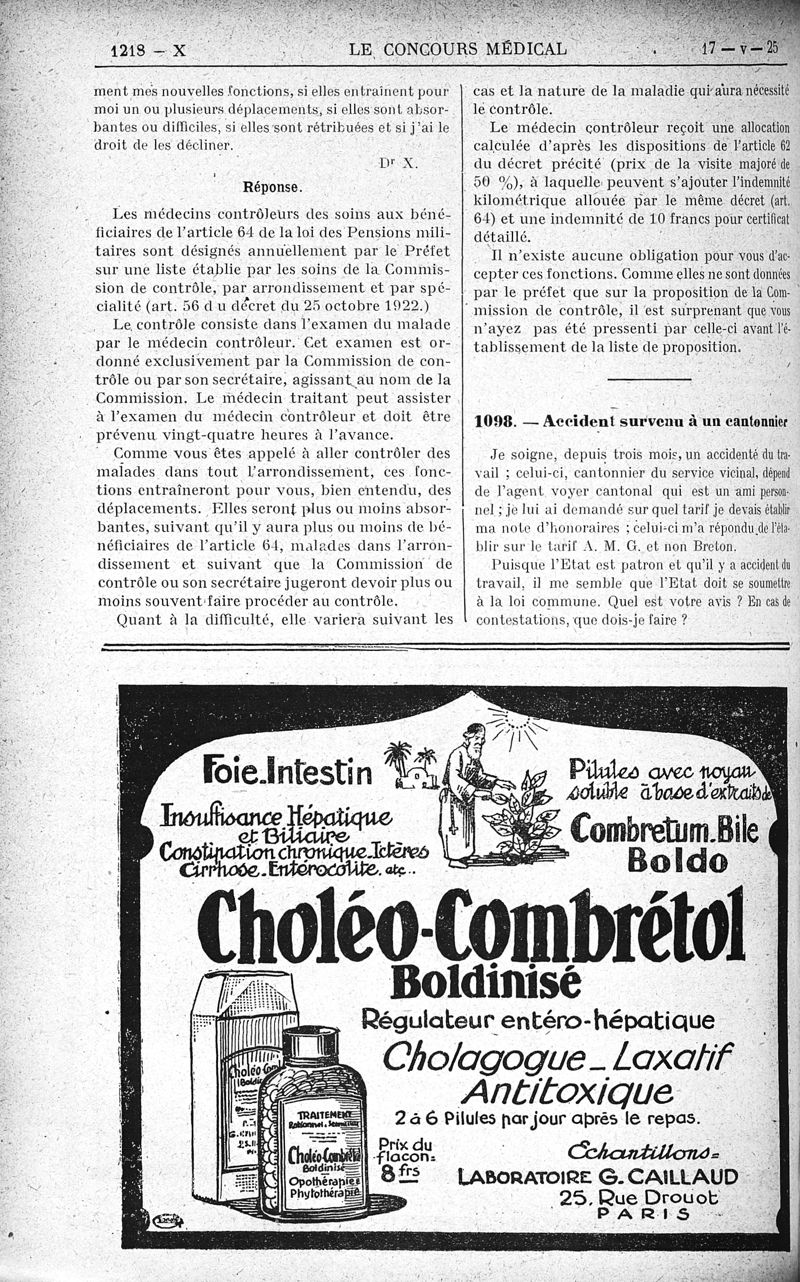 1218 — X
LE CONCOURS MÉDICAL
17 — V — 25
ment mes nouvelles fonctions, si elles entraînent pour
moi un ou plusieurs déplacements, si elles sont absor-
bantes ou difficiles, si elles sont rétribuées et si j'ai le
droit de les décliner.
Dr X.
Réponse.
Les médecins contrôleurs des soins aux béné-
ficiaires de l'article 64 de la loi des Pensions mili-
taires sont désignés annuellement par le Préfet
sur une liste établie par les soins de la Commis-
sion de contrôle, par arrondissement et par spé-
cialité (art. 56 d u décret du 25 octobre 1922.)
Le contrôle consiste dans l'examen du malade
par le médecin contrôleur. Cet examen est or-
donné exclusivement par la Commission de con-
trôle ou par son secrétaire, agissant au nom de la
Commission. Le médecin traitant peut assister
à l'examen du médecin contrôleur et doit être
prévenu vingt-quatre heures à l'avance.
Comme vous êtes appelé à aller contrôler des
malades dans tout l'arrondissement, ces fonc-
tions entraîneront pour vous, bien entendu, des
déplacements. Elles seront plus ou moins absor-
bantes, suivant qu'il y aura plus ou moins de bé-
néficiaires de l'article 64, malades dans l'arron-
dissement et suivant que la Commission de
contrôle ou son secrétaire jugeront devoir plus ou
moins souvent faire procéder au contrôle.
Quant à la difficulté, elle variera suivant les
cas et la nature de la maladie qui aura nécessité
le contrôle.
Le médecin contrôleur reçoit une allocation
calculée d'après les dispositions de l'article 62
du décret précité (prix de la visite majoré de
50 %), à laquelle peuvent s'ajouter l'indemnité
kilométrique allouée par le même décret (art.
64) et une indemnité de 10 francs pour certificat
détaillé.
Il n'existe aucune obligation pour vous d'ac-
cepter ces fonctions. Comme elles ne sont données
par le préfet que sur la proposition de la Com-
mission de contrôle, il est surprenant que vous
n'ayez pas été pressenti par celle-ci avant l'é-
tablissement de la liste de proposition.
1098. — Accident survenu à un cantonnier
Je soigne, depuis trois mois, un accidenté du tra-
vail ; celui-ci, cantonnier du service vicinal, dépend
de l'agent voyer cantonal qui est un ami person-
nel ; je lui ai demandé sur quel tarif je devais établir
ma note d'honoraires ; celui-ci m'a répondu de l'éta-
blir sur le tarif A. M. G. et non Breton.
Puisque l'Etat est patron et qu'il y a accident du
travail, il me semble que l'Etat doit se soumettre
à la loi commune. Quel est votre avis ? En cas de
contestations, que dois-je faire ?
Foie-Intestin
Insuffisance Hépatique
et Biliaire
Constipation chronique-Ictères
Cirrhose-Entérocolite, etc..
Pilules avec noyau
soluble à base d'extraits de
Combretum-Bile
Boldo
Choléo-Combrétol
Boldinisé
Régulateur entéro-hépatique
Cholagogue_Laxatif
Antitoxique
2 à 6 Pilules par jour après le repas.
Choléo-Comb
TRAITEMENT
Choléo-Combrétol
Boldinisé
Opothérapie
Phytothérapie
Prix du
flacon:
8 frs
Échantillons=
LABORATOIRE G. CAILLAUD
25, Rue Drouot
PARIS